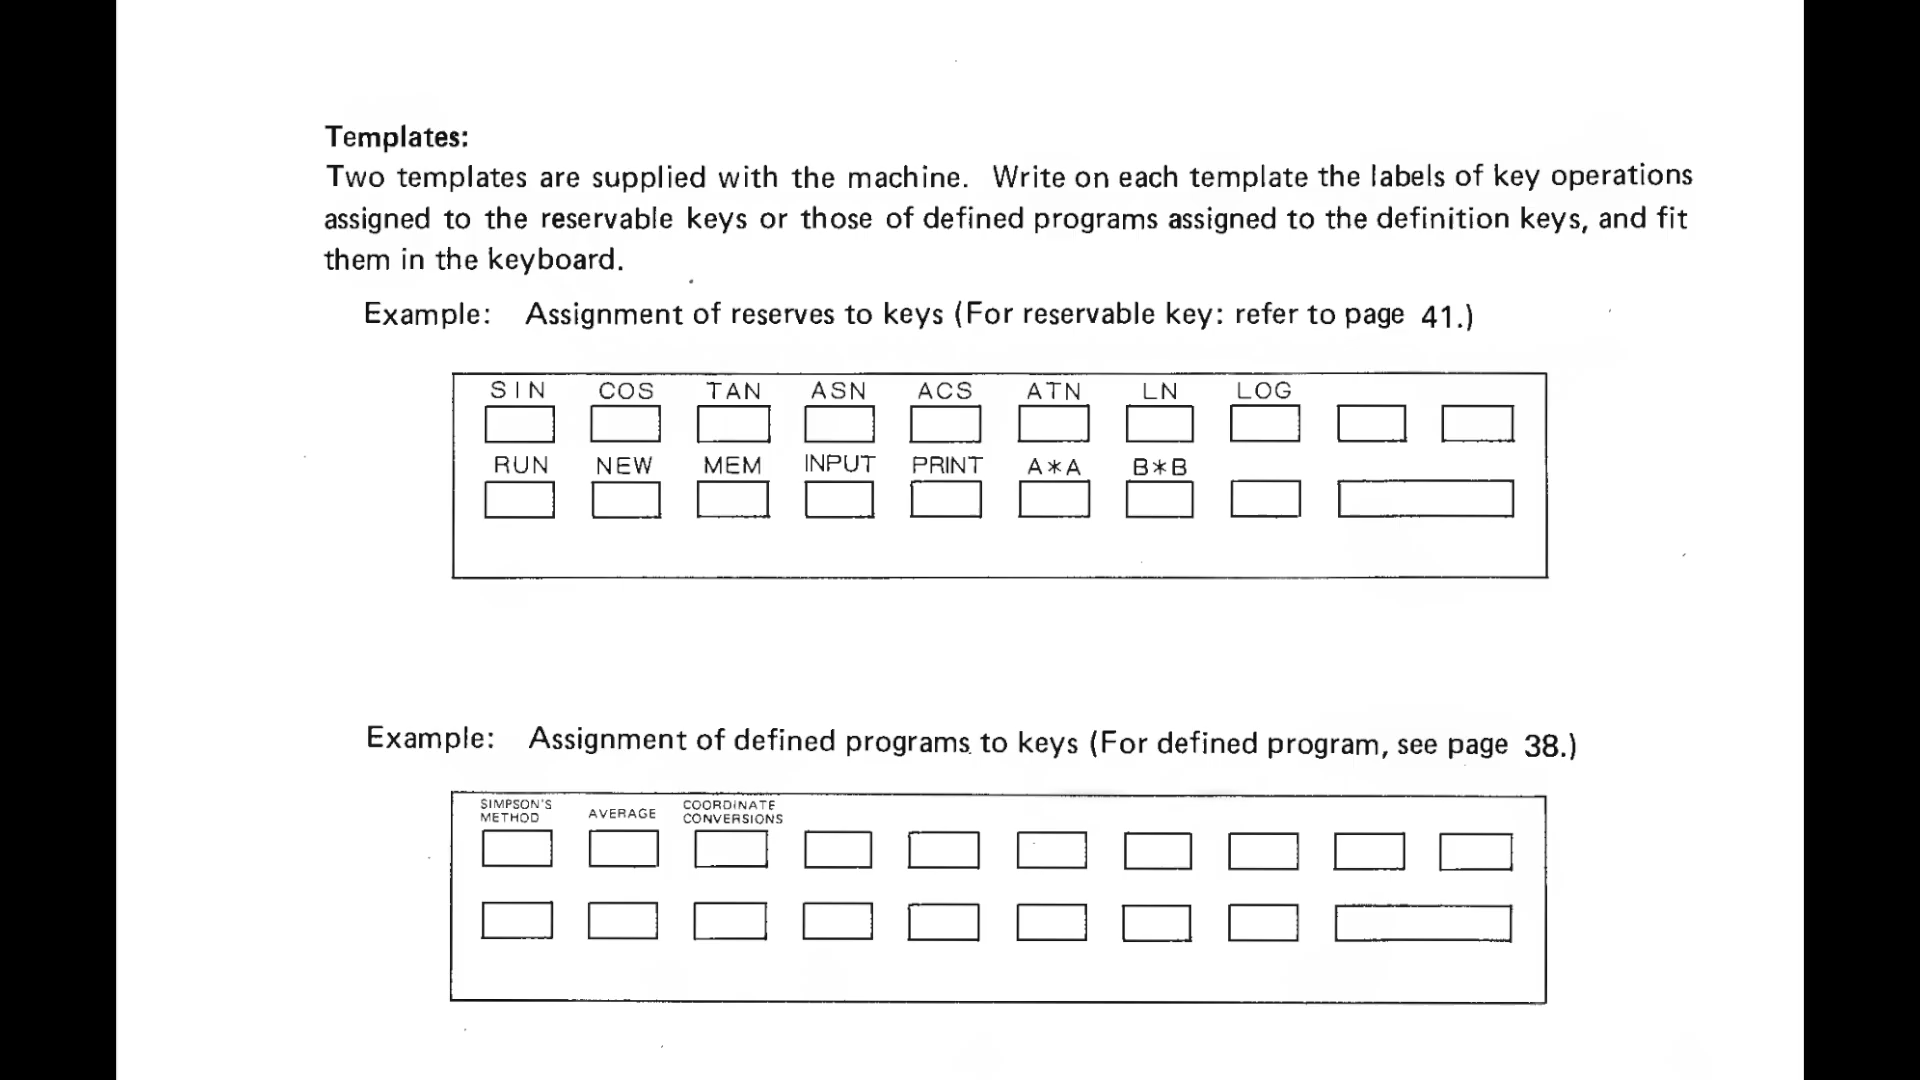 Templates:
Two templates are supplied with the machine. Write on each template the labels of key operations
assigned to the reservable keys or those of defined programs assigned to the definition keys, and fit
them in the keyboard.
Example: Assignment of reserves to keys (For reservable key: refer to page 41.)
SIN COS TAN ASN ACS ATN LN LOG
RUN NEW MEM INPUT PRINT A*A B*B
Example: Assignment of defined programs to keys (For defined program, see page 38.)
SIMPSON'S METHOD AVERAGE COORDINATE CONVERSIONS